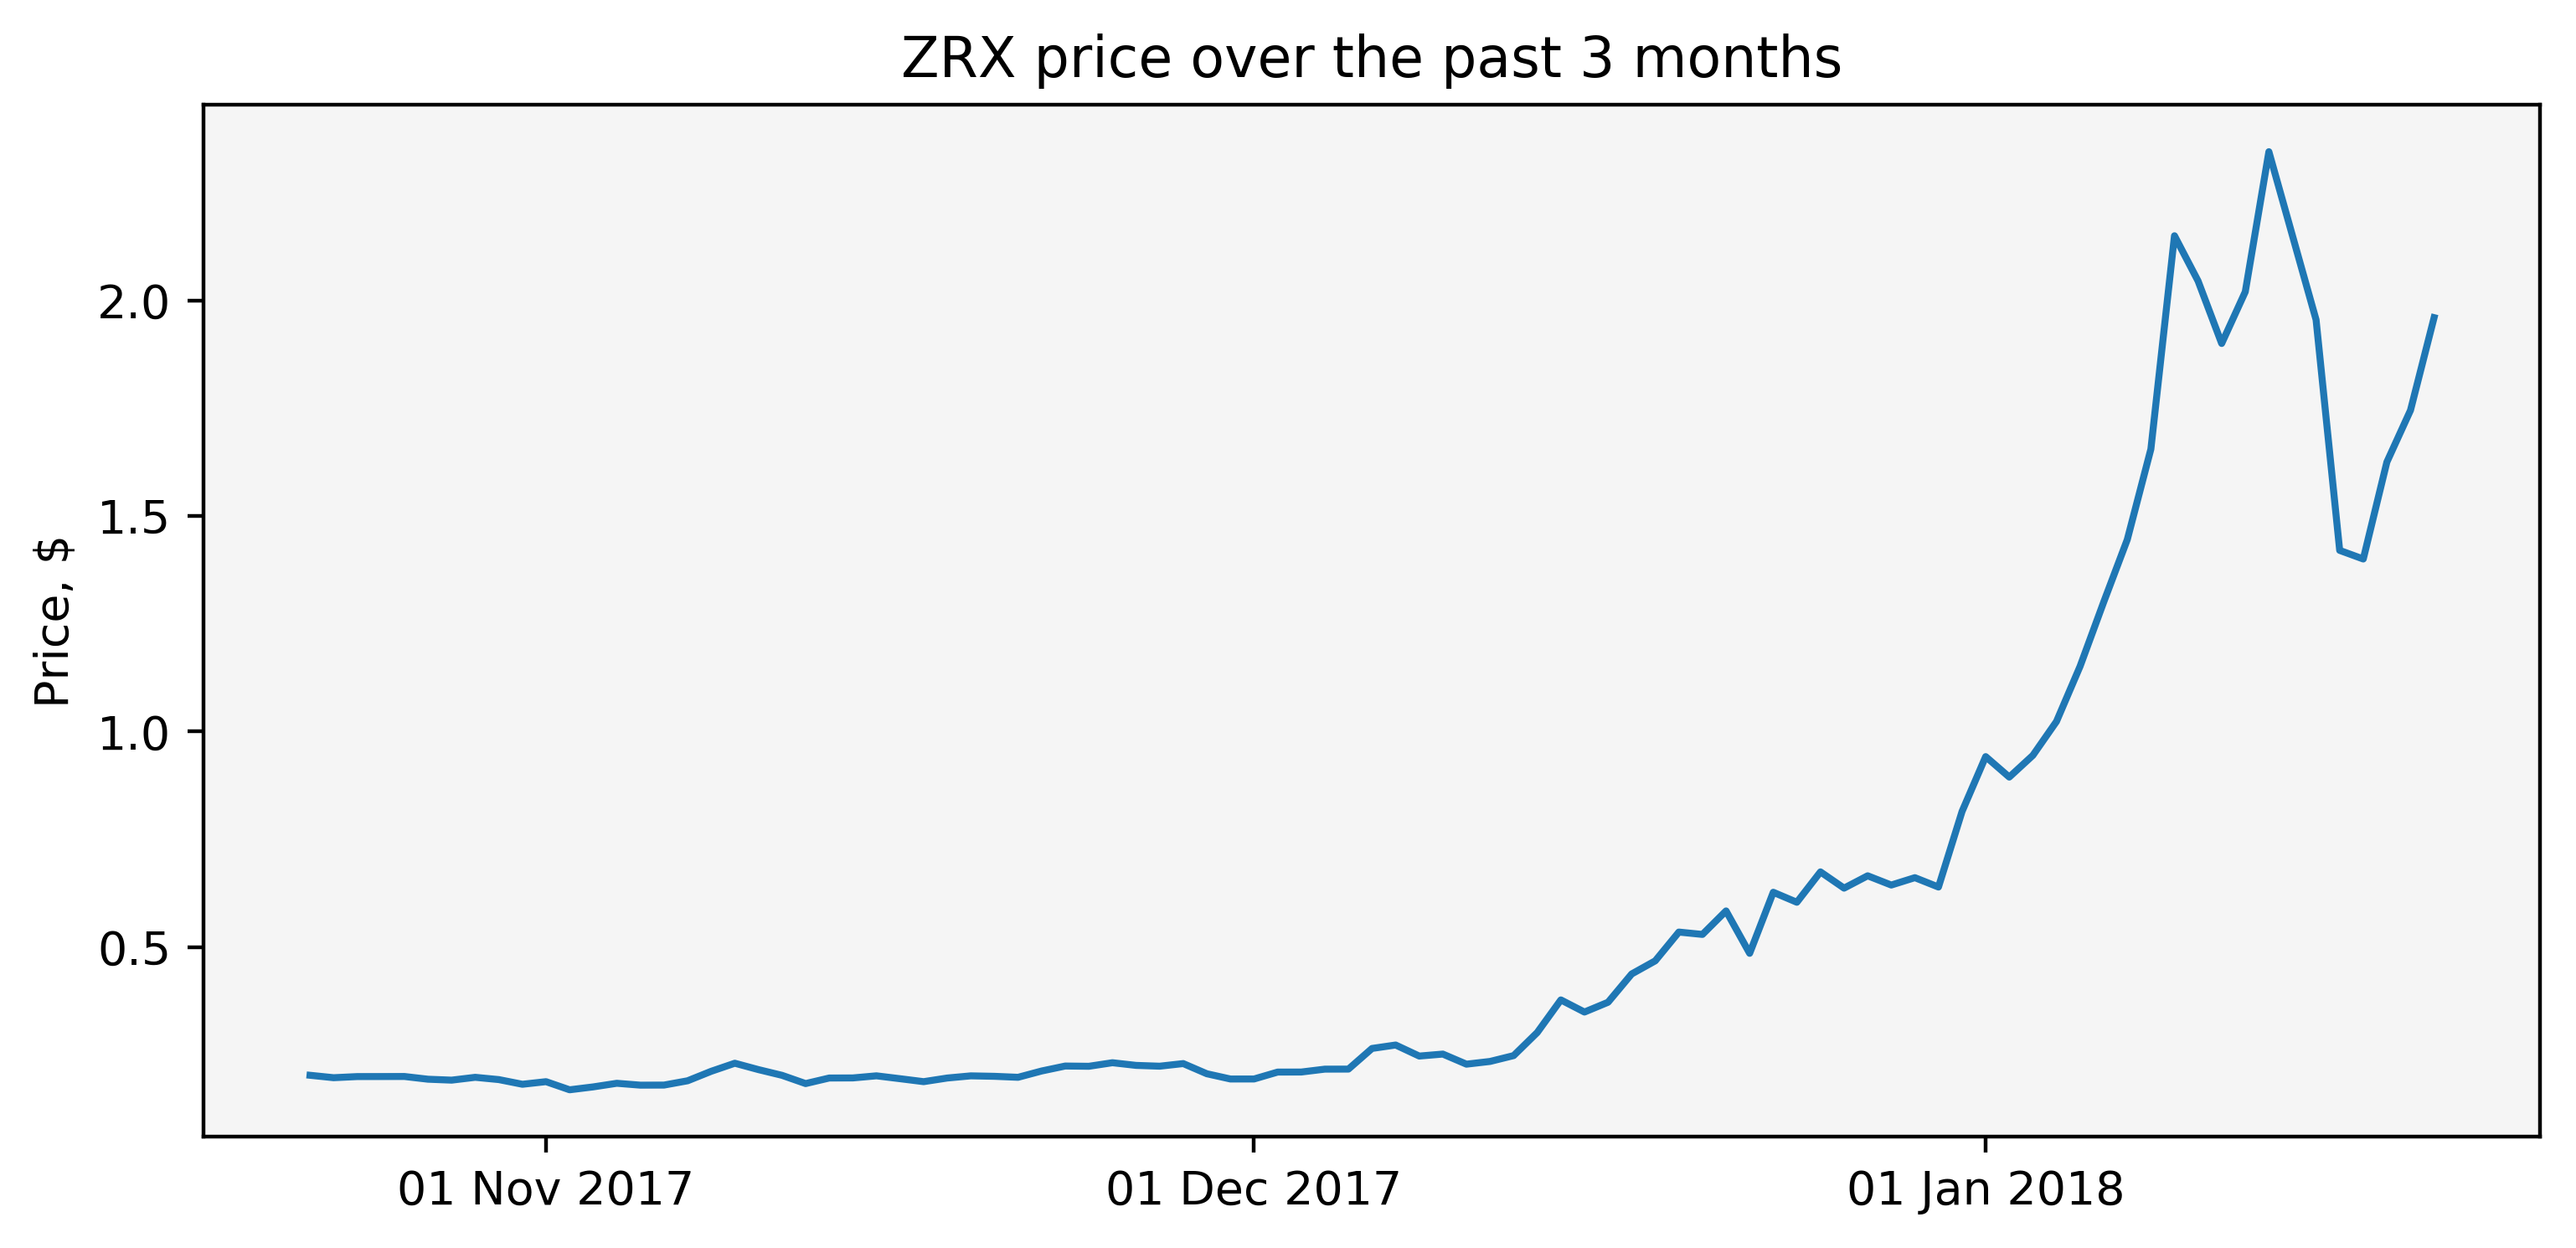 ZRX price over the past 3 months
Price, $
2.0
1.5
1.0
0.5
01 Nov 2017
01 Dec 2017
01 Jan 2018